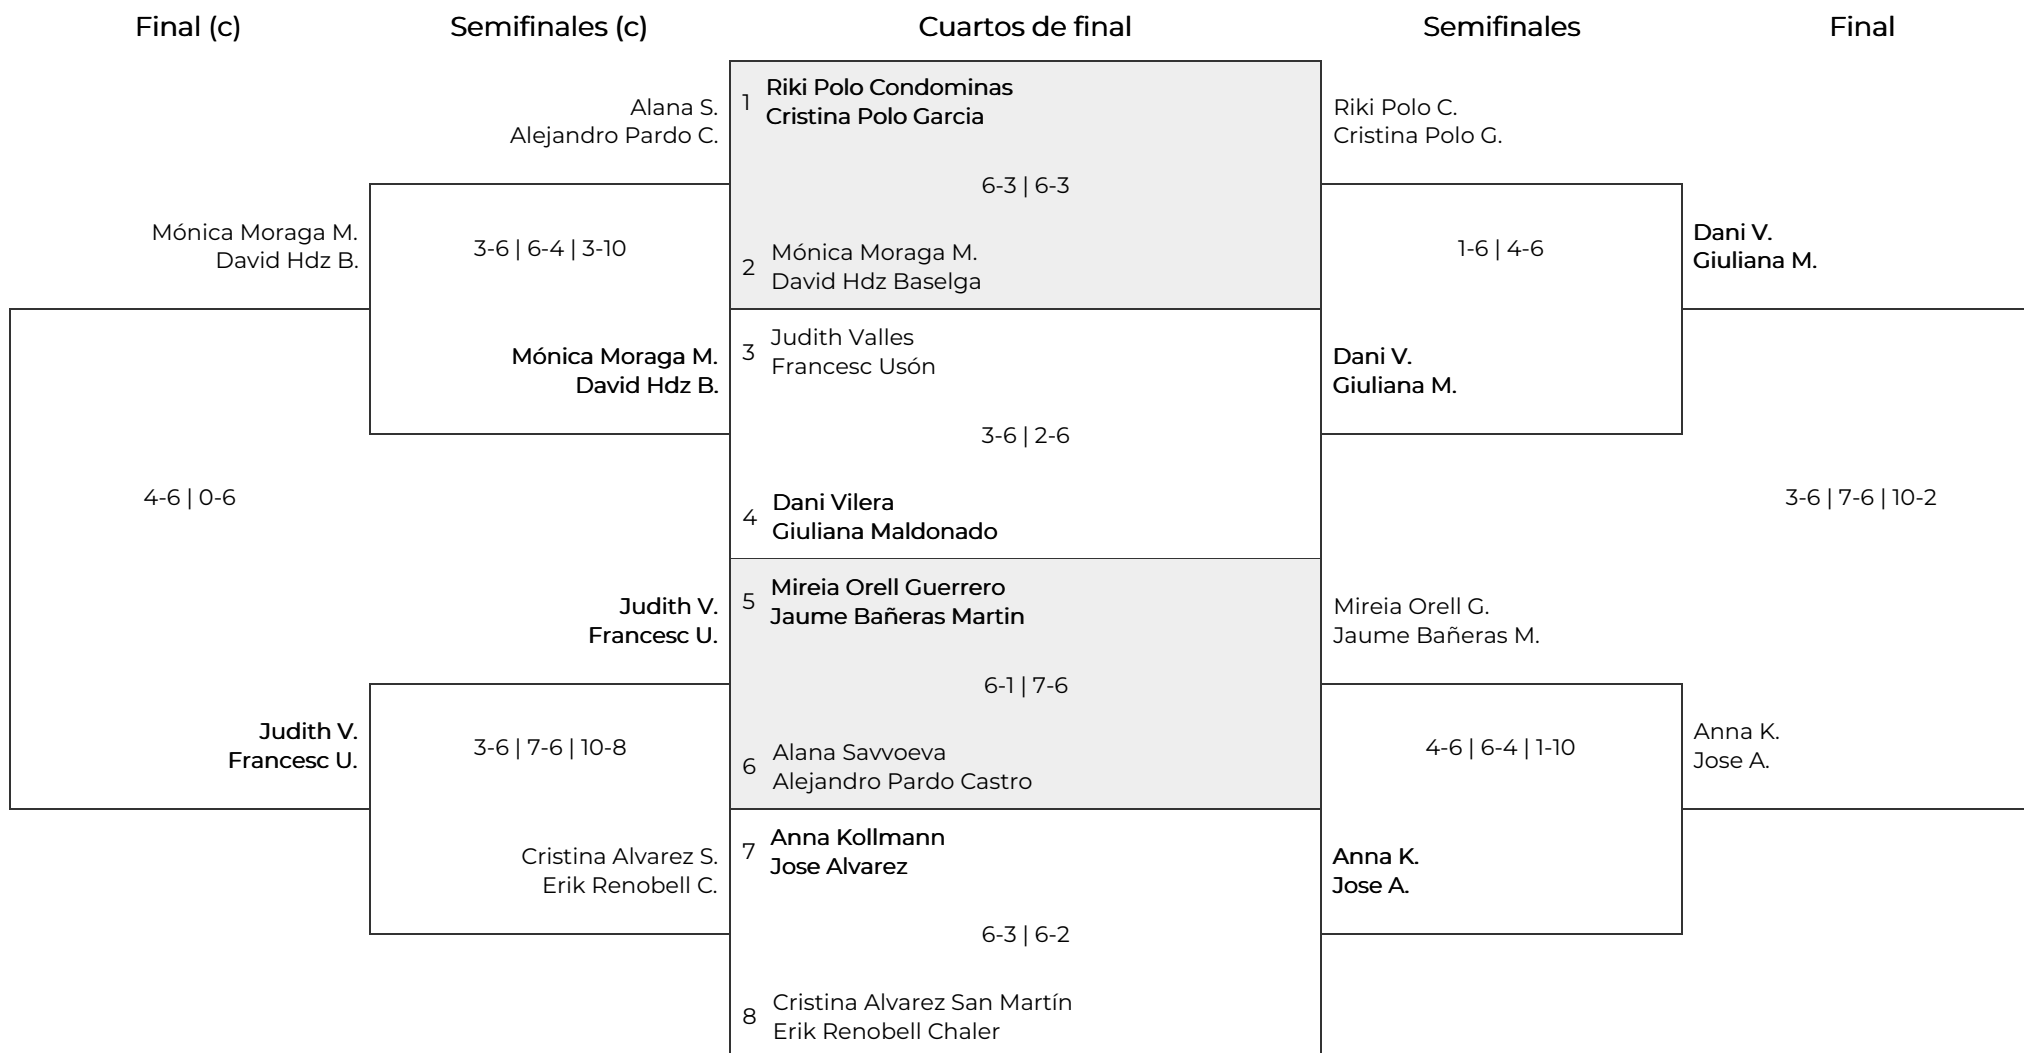 Final (c)
Semifinales (c)
Cuartos de final
Semifinales
Final
Alana S.
Alejandro Pardo C.
3-6 | 6-4 | 3-10
Mónica Moraga M.
David Hdz B.
Mónica Moraga M.
David Hdz B.
4-6 | 0-6
Judith V.
Francesc U.
Judith V.
Francesc U.
3-6 | 7-6 | 10-8
Cristina Alvarez S.
Erik Renobell C.
1 Riki Polo Condominas
Cristina Polo Garcia
6-3 | 6-3
2 Mónica Moraga M.
David Hdz Baselga
3 Judith Valles
Francesc Usón
3-6 | 2-6
4 Dani Vilera
Giuliana Maldonado
5 Mireia Orell Guerrero
Jaume Bañeras Martin
6-1 | 7-6
6 Alana Savvoeva
Alejandro Pardo Castro
7 Anna Kollmann
Jose Alvarez
6-3 | 6-2
8 Cristina Alvarez San Martín
Erik Renobell Chaler
Riki Polo C.
Cristina Polo G.
1-6 | 4-6
Dani V.
Giuliana M.
Mireia Orell G.
Jaume Bañeras M.
4-6 | 6-4 | 1-10
Anna K.
Jose A.
Dani V.
Giuliana M.
3-6 | 7-6 | 10-2
Anna K.
Jose A.